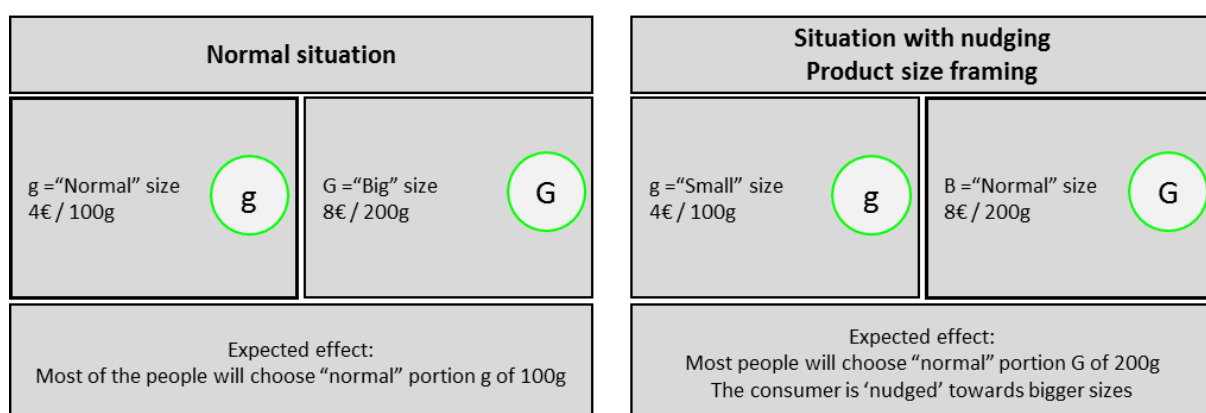 Normal situation
g ="Normal" size
4€ / 100g
g
G ="Big" size
8€ / 200g
G
Expected effect:
Most of the people will choose "normal" portion g of 100g
Situation with nudging
Product size framing
g ="Small" size
4€ / 100g
g
B ="Normal" size
8€ / 200g
G
Expected effect:
Most people will choose "normal" portion G of 200g
The consumer is 'nudged' towards bigger sizes